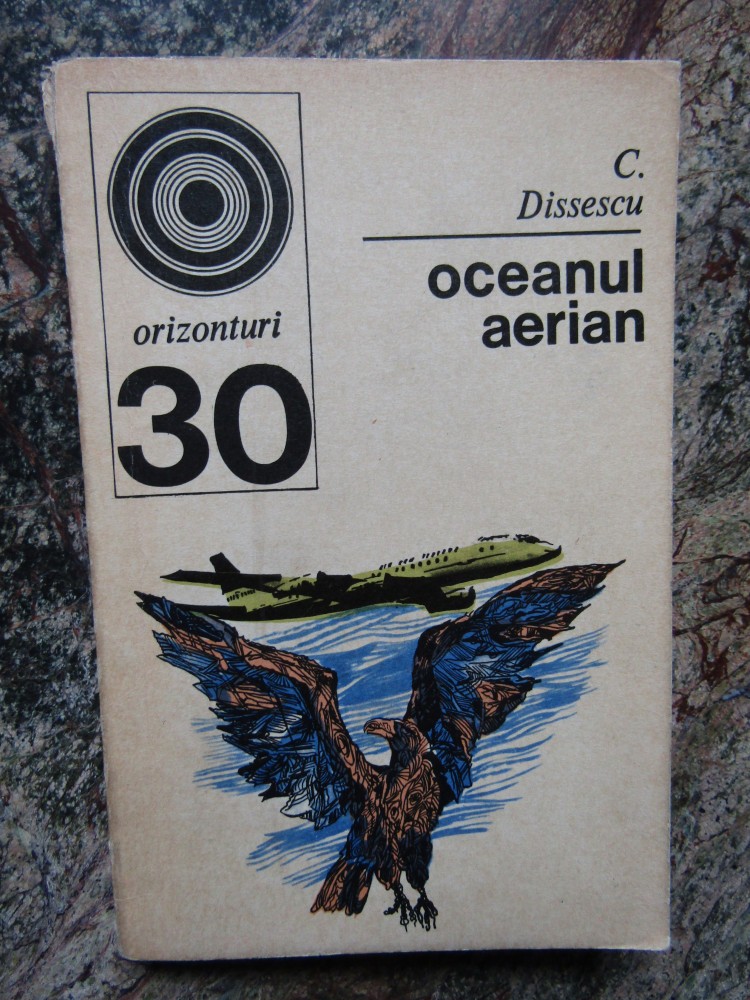 orizonturi
30
C.
Dissescu
oceanul
aerian